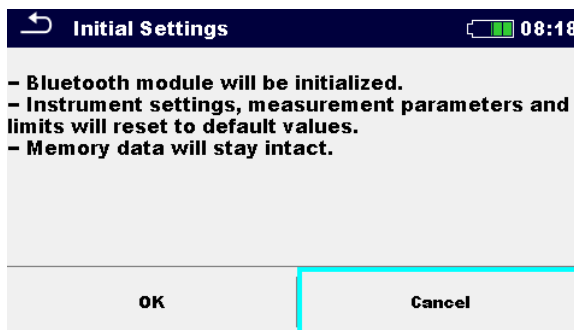 Initial Settings 08:18
– Bluetooth module will be initialized.
– Instrument settings, measurement parameters and
limits will reset to default values.
– Memory data will stay intact.
OK Cancel